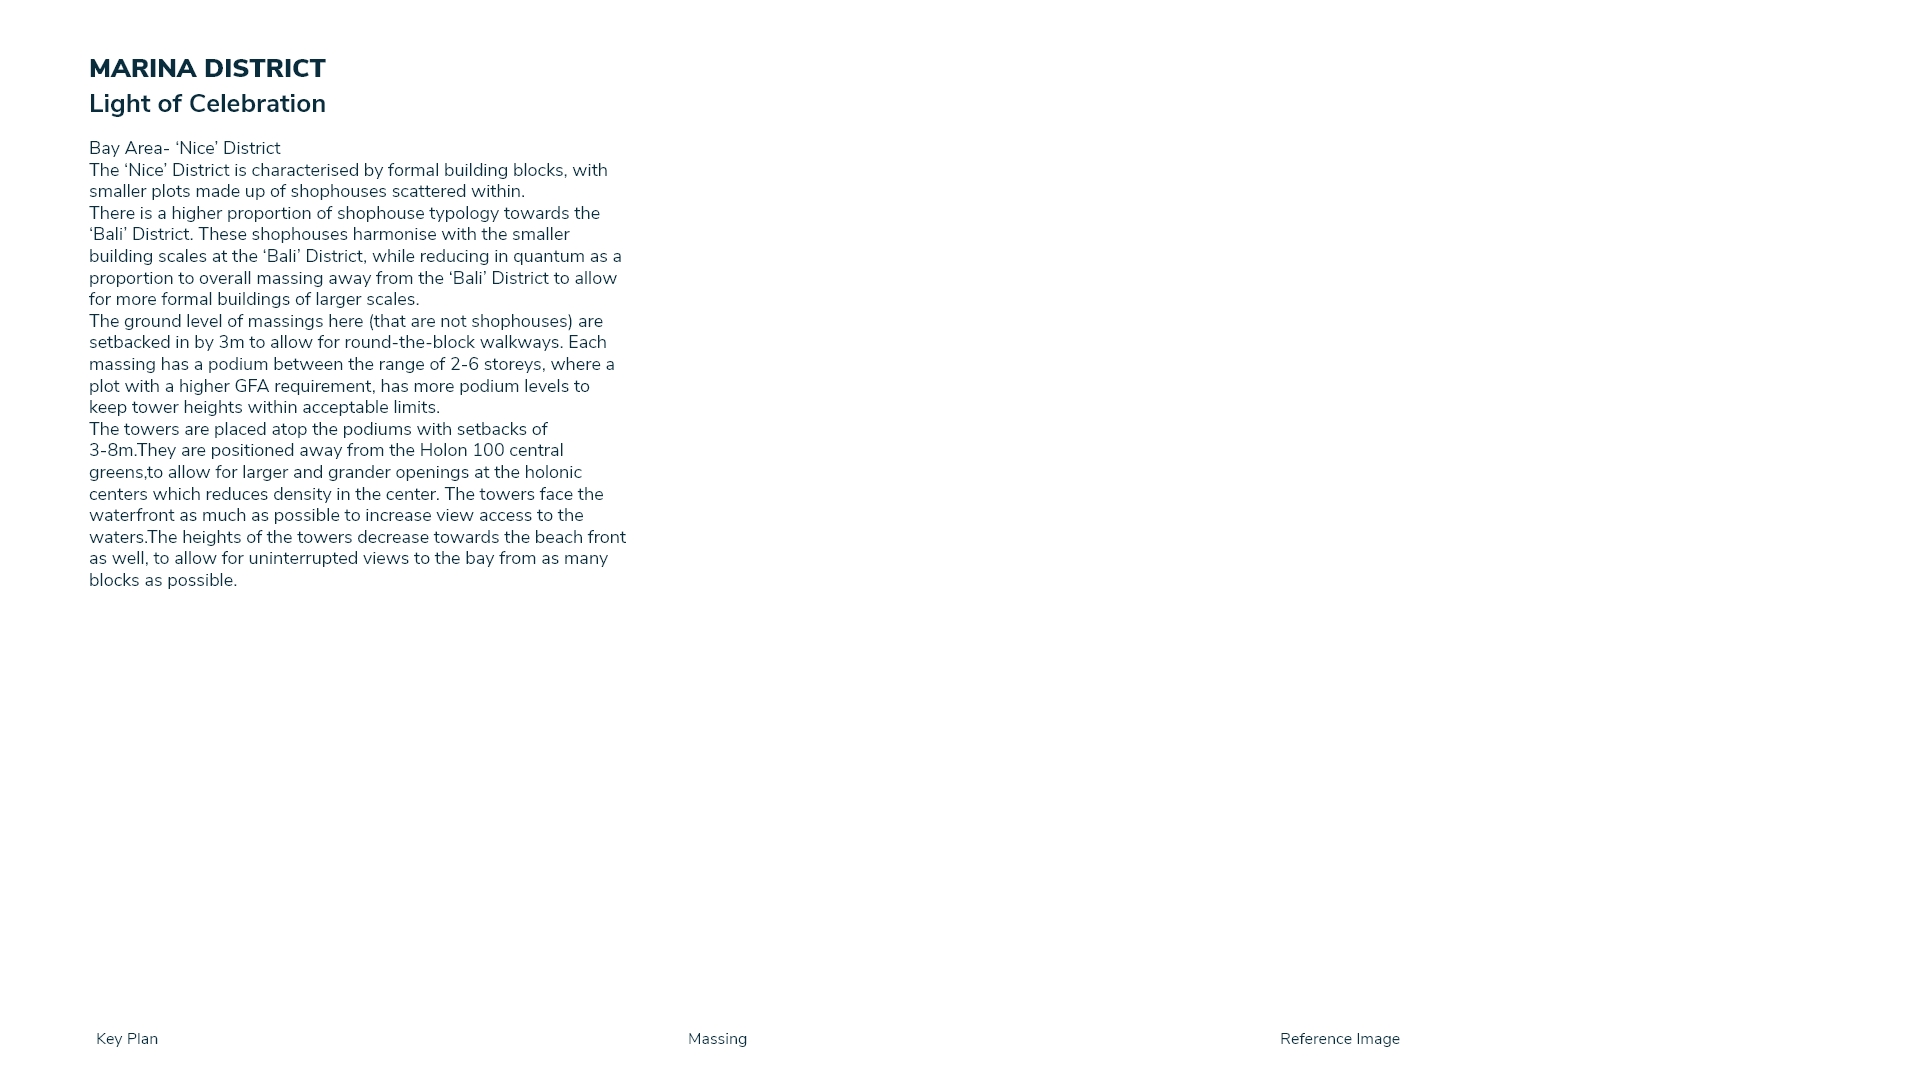 MARINA DISTRICT
Light of Celebration
Bay Area- ‘Nice’ District
The ‘Nice’ District is characterised by formal building blocks, with
smaller plots made up of shophouses scattered within.
There is a higher proportion of shophouse typology towards the
‘Bali’ District. These shophouses harmonise with the smaller
building scales at the ‘Bali’ District, while reducing in quantum as a
proportion to overall massing away from the ‘Bali’ District to allow
for more formal buildings of larger scales.
The ground level of massings here (that are not shophouses) are
setbacked in by 3m to allow for round-the-block walkways. Each
massing has a podium between the range of 2-6 storeys, where a
plot with a higher GFA requirement, has more podium levels to
keep tower heights within acceptable limits.
The towers are placed atop the podiums with setbacks of
3-8m.They are positioned away from the Holon 100 central
greens,to allow for larger and grander openings at the holonic
centers which reduces density in the center. The towers face the
waterfront as much as possible to increase view access to the
waters.The heights of the towers decrease towards the beach front
as well, to allow for uninterrupted views to the bay from as many
blocks as possible.
Key Plan
Massing
Reference Image